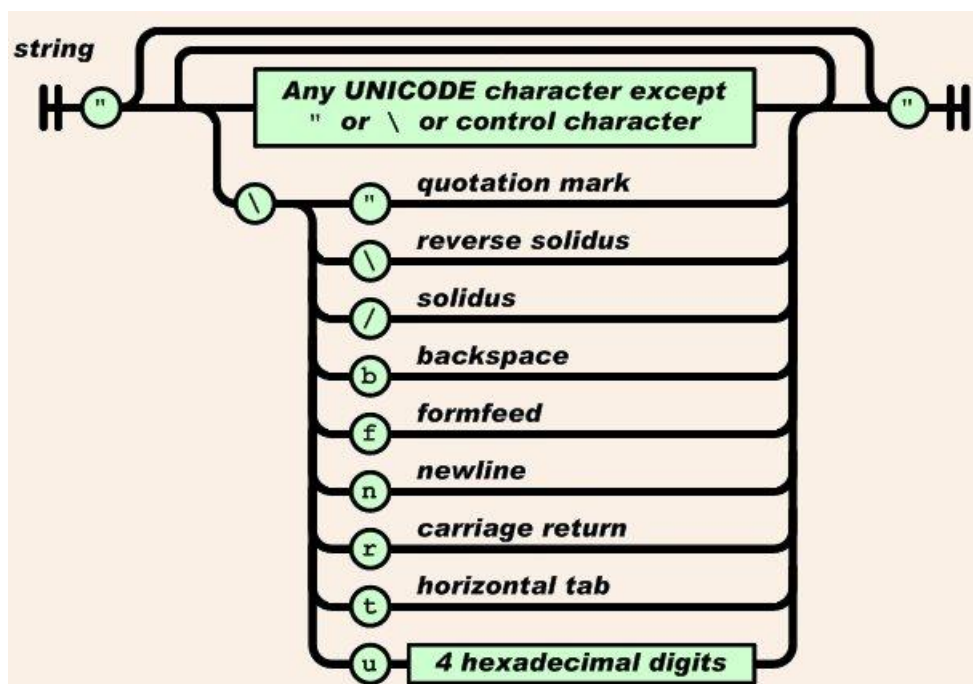 string
" Any UNICODE character except "
" or \ or control character
\ " quotation mark
\ reverse solidus
/ solidus
b backspace
f formfeed
n newline
r carriage return
t horizontal tab
u 4 hexadecimal digits